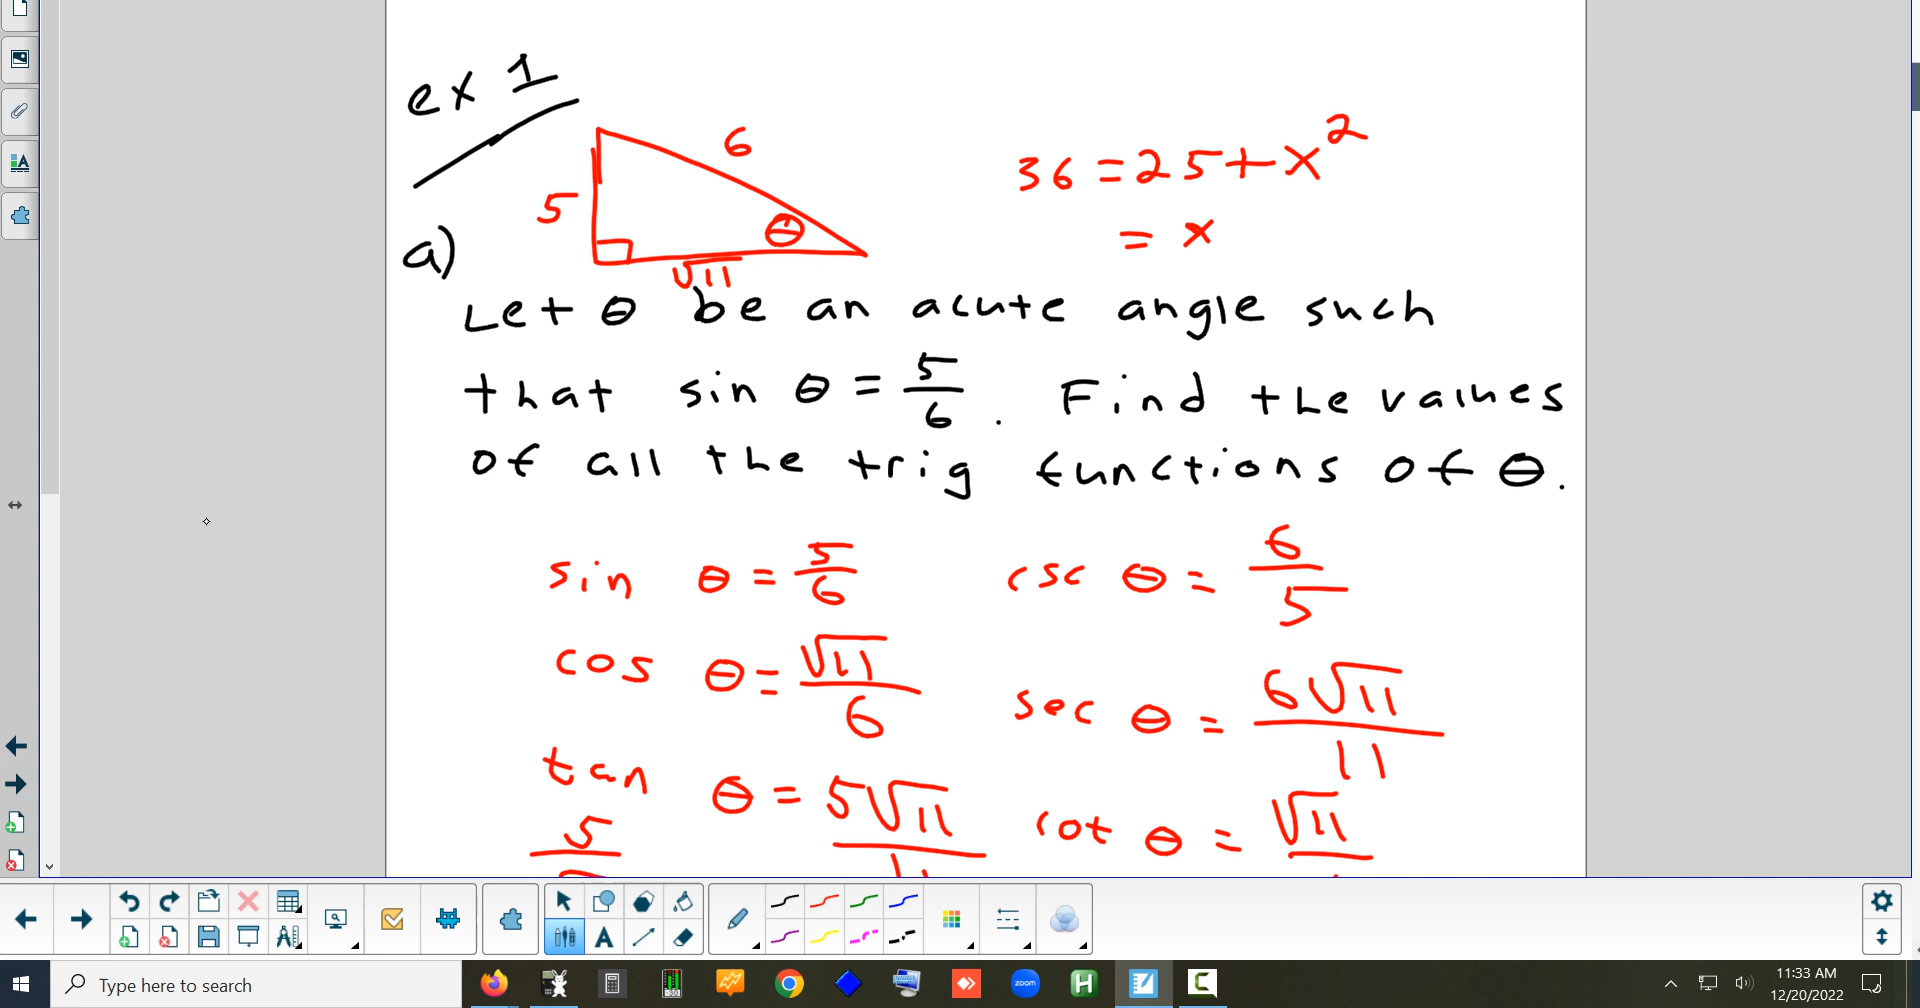 ex 1
6
36 = 25 + x²
5
θ
= x
a)
√11
Let θ be an acute angle such
that sin θ = 5/6. Find the values
of all the trig functions of θ.
sin θ = 5/6
csc θ = 6/5
cos θ = √11/6
sec θ = 6√11/11
tan θ = 5√11
cot θ = √11
5
Type here to search
zoom
11:33 AM
12/20/2022